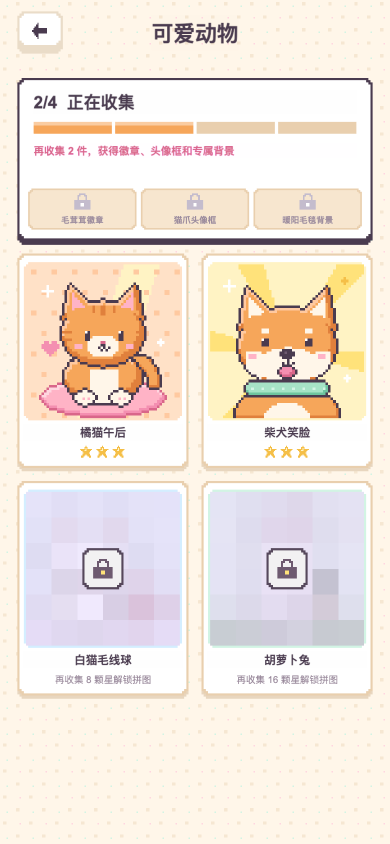 可爱动物
2/4 正在收集
再收集 2 件，获得徽章、头像框和专属背景
毛茸茸徽章
猫爪头像框
暖阳毛毯背景
橘猫午后
柴犬笑脸
白猫毛线球
再收集 8 颗星解锁拼图
胡萝卜兔
再收集 16 颗星解锁拼图